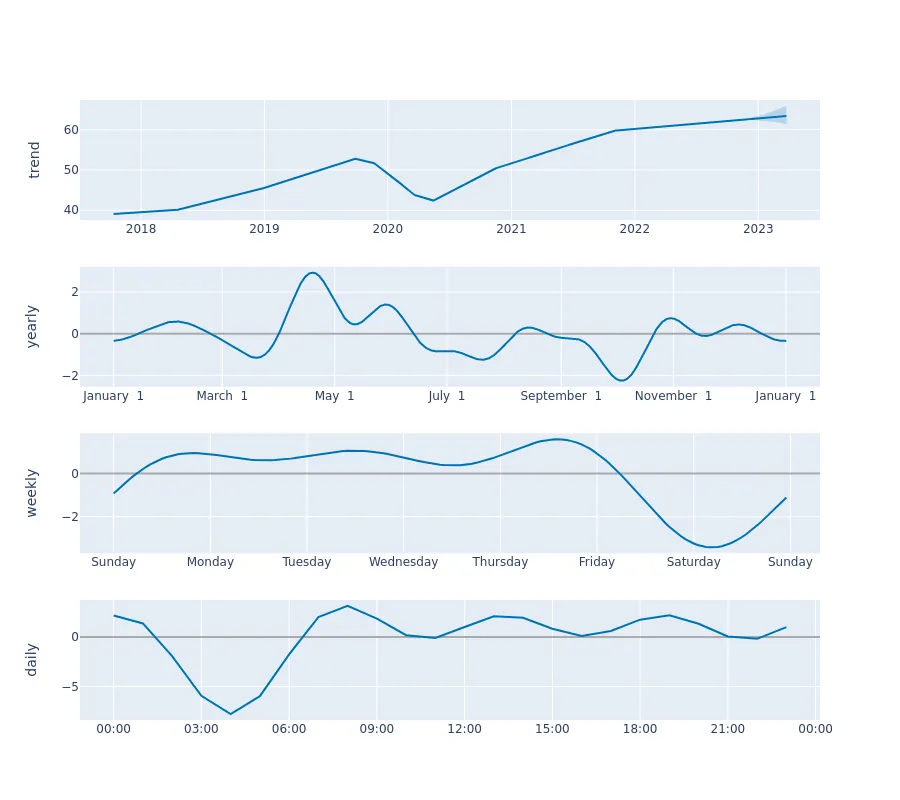 trend
60
50
40
2018 2019 2020 2021 2022 2023
yearly
2
0
−2
January 1 March 1 May 1 July 1 September 1 November 1 January 1
weekly
0
−2
Sunday Monday Tuesday Wednesday Thursday Friday Saturday Sunday
daily
0
−5
00:00 03:00 06:00 09:00 12:00 15:00 18:00 21:00 00:00